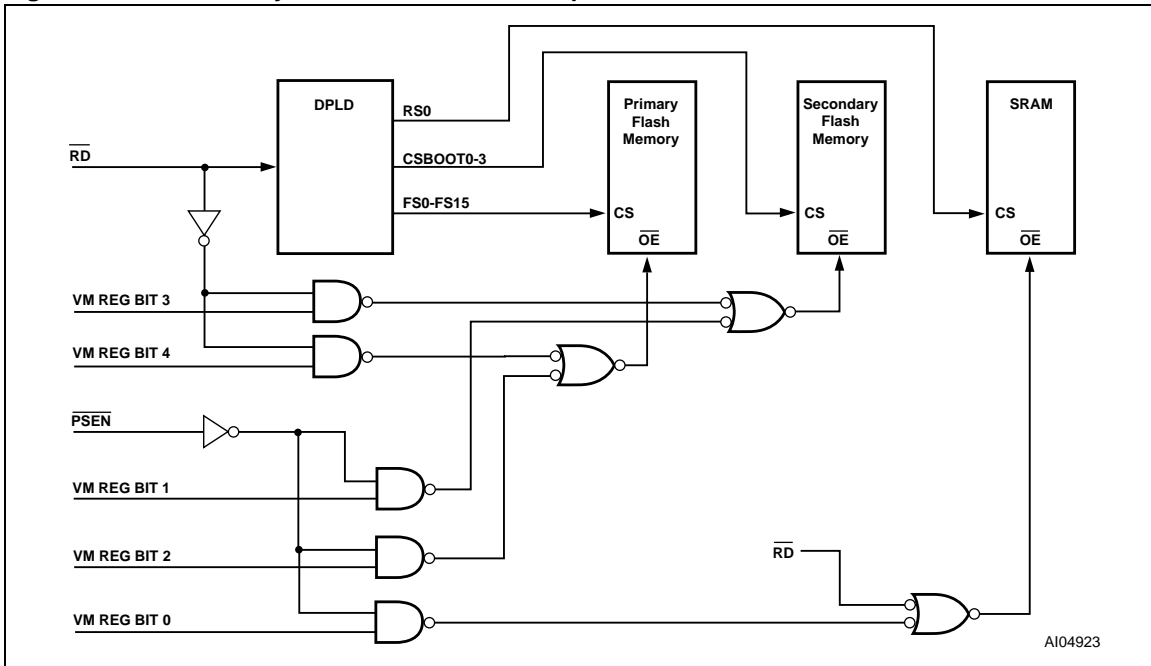 DPLD
RS0
CSBOOT0-3
FS0-FS15
Primary
Flash
Memory
CS
OE
Secondary
Flash
Memory
CS
OE
SRAM
CS
OE
RD
VM REG BIT 3
VM REG BIT 4
PSEN
VM REG BIT 1
VM REG BIT 2
VM REG BIT 0
RD
AI04923